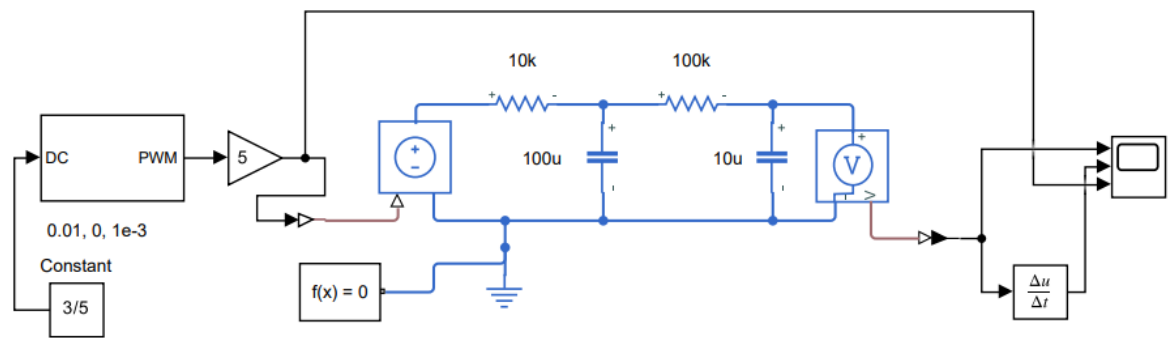 10k
100k
DC
PWM
5
100u
10u
V
V
0.01, 0, 1e-3
Constant
3/5
f(x) = 0
Δu
Δt